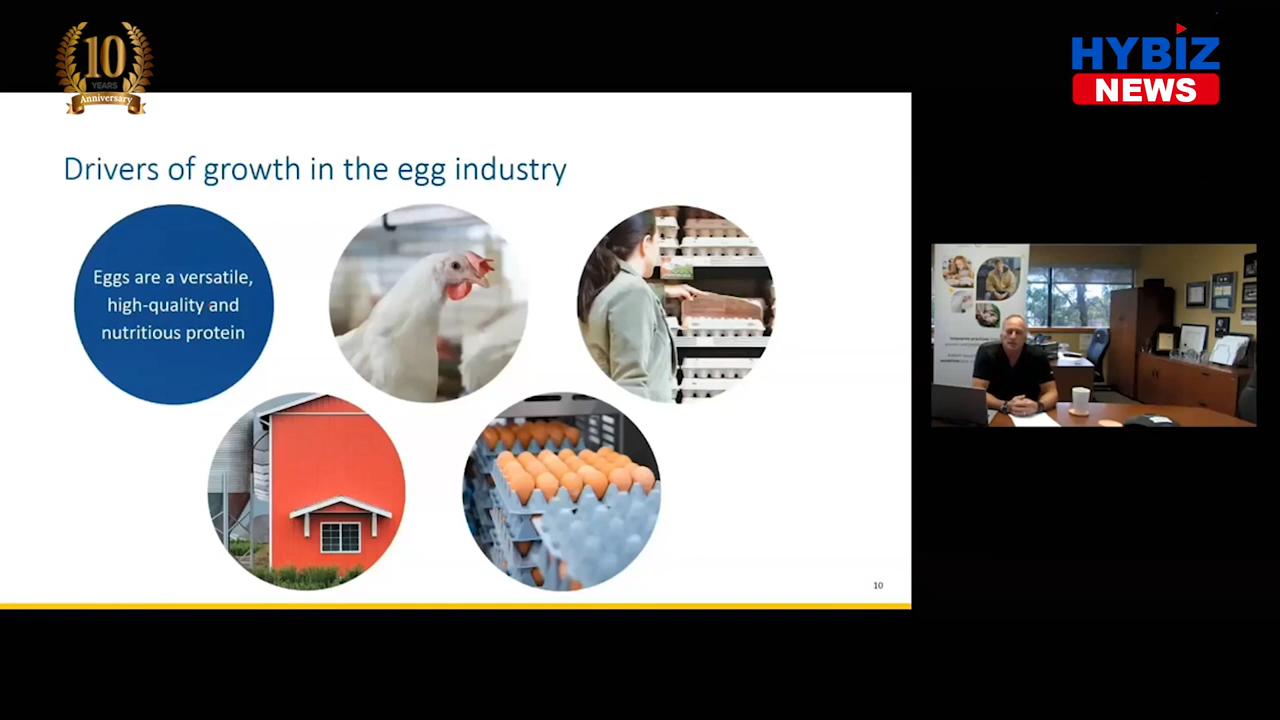 10
YEARS
Anniversary
HYBIZ
NEWS
Drivers of growth in the egg industry
Eggs are a versatile,
high-quality and
nutritious protein
10